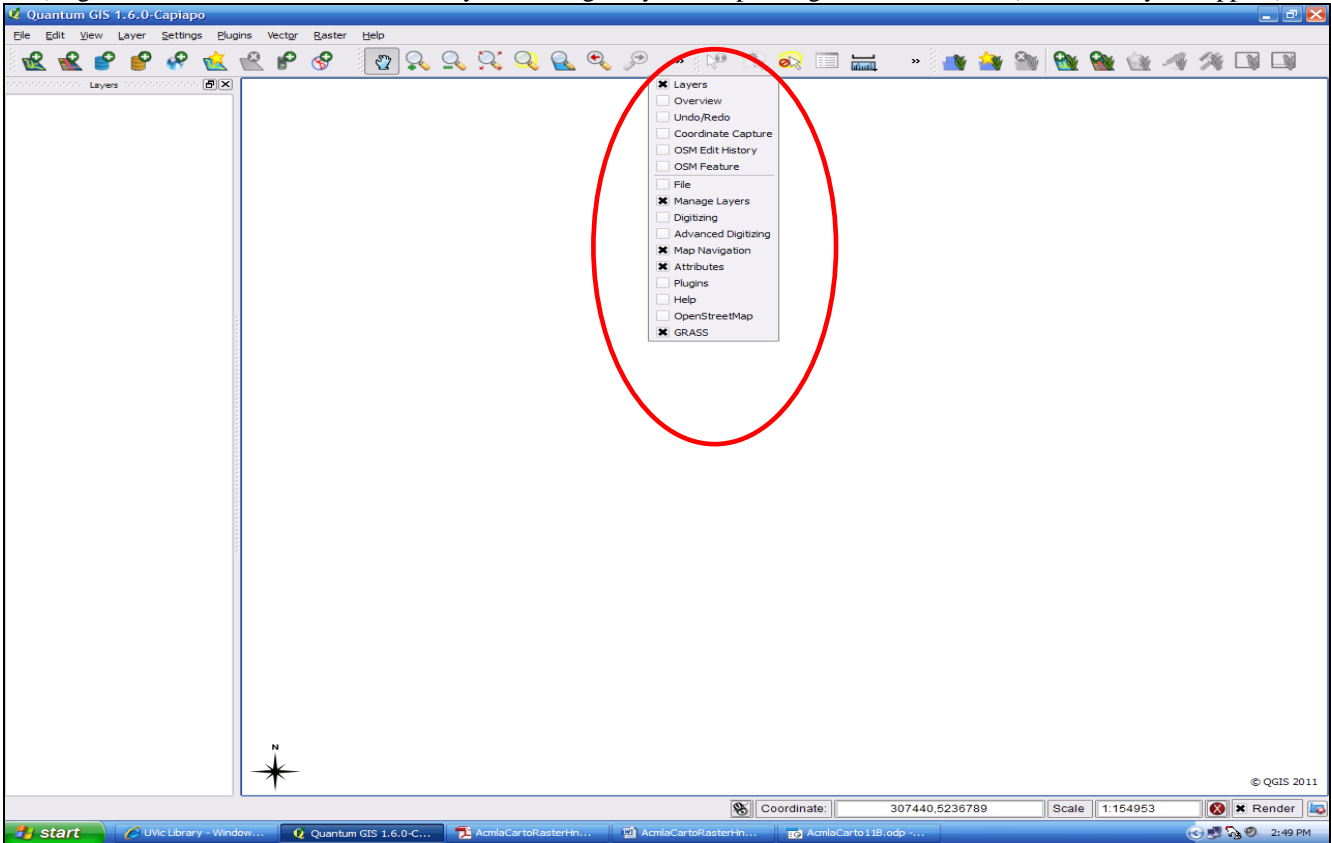 Quantum GIS 1.6.0-Capiapo
File Edit View Layer Settings Plugins Vector Raster Help
Layers
Layers
Overview
Undo/Redo
Coordinate Capture
OSM Edit History
OSM Feature
File
Manage Layers
Digitizing
Advanced Digitizing
Map Navigation
Attributes
Plugins
Help
OpenStreetMap
GRASS
N
© QGIS 2011
Coordinate: 307440,5236789 Scale 1:154953 Render
start UVic Library - Window... Quantum GIS 1.6.0-C... AcmlaCartoRasterHn... AcmlaCartoRasterHn... AcmlaCarto11B.odp -... 2:49 PM